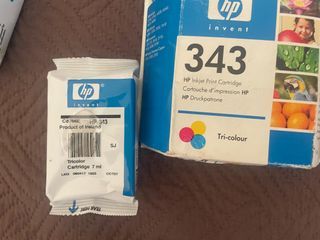 hp
invent
HP 343
Product of Ireland
SJ
Tricolor
Cartridge 7 ml
hp
invent
343
HP Inkjet Print Cartridge
Cartouche d'impression HP
HP Druckpatrone
Tri-colour